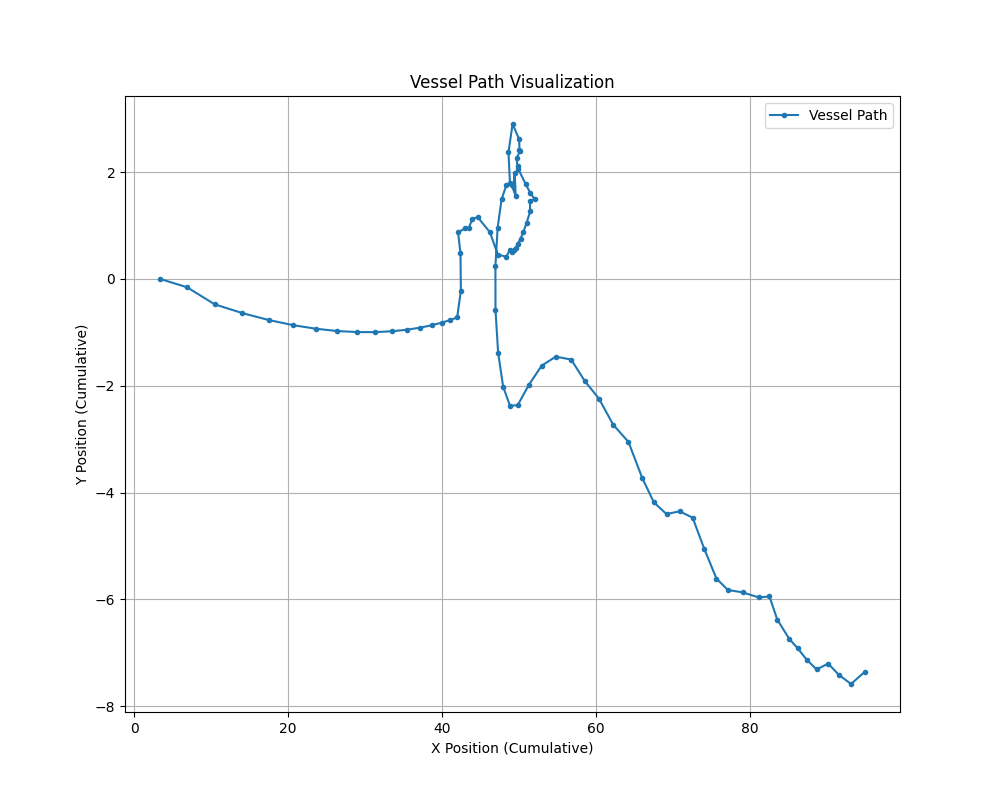 Vessel Path Visualization
Vessel Path
Y Position (Cumulative)
2
0
−2
−4
−6
−8
0 20 40 60 80
X Position (Cumulative)